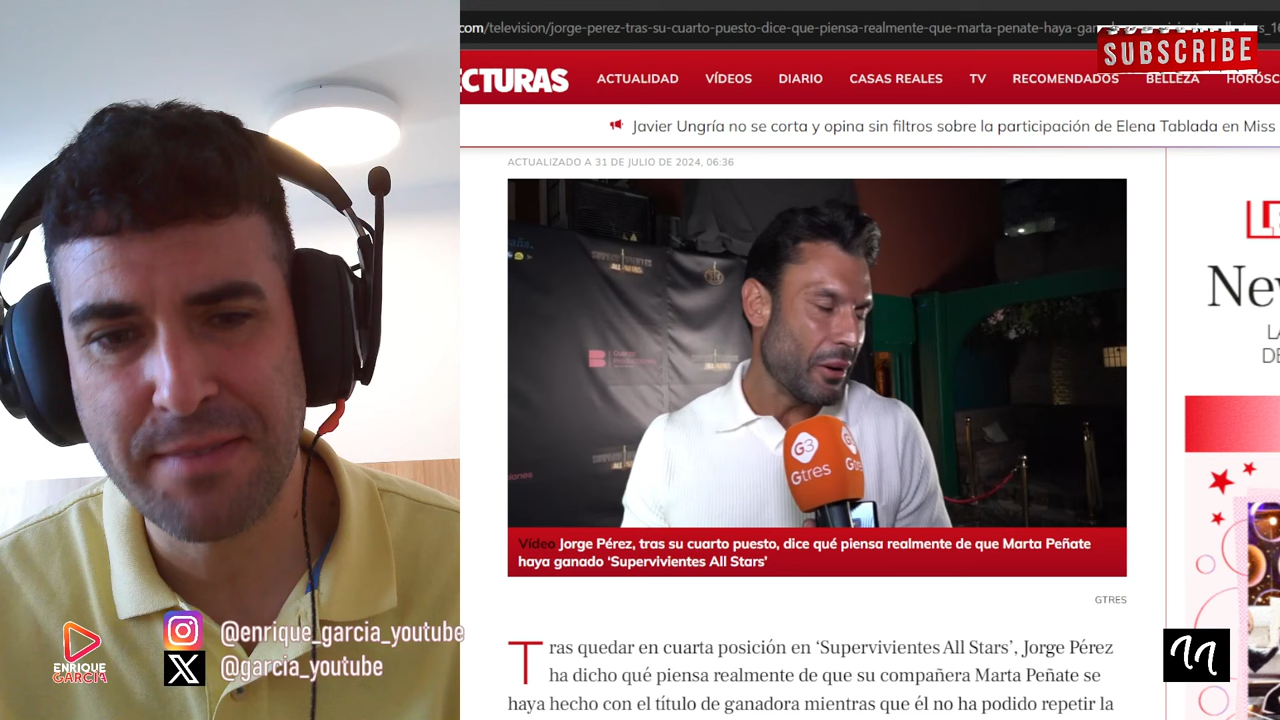 com/television/jorge-perez-tras-su-cuarto-puesto-dice-que-piensa-realmente-que-marta-penate-haya-
SUBSCRIBE
ECTURAS
ACTUALIDAD
VÍDEOS
DIARIO
CASAS REALES
TV
RECOMENDADOS
BELLEZA
HORÓSC
Javier Ungría no se corta y opina sin filtros sobre la participación de Elena Tablada en Miss
ACTUALIZADO A 31 DE JULIO DE 2024, 06:36
G3
Gtres
Vídeo Jorge Pérez, tras su cuarto puesto, dice qué piensa realmente de que Marta Peñate
haya ganado ‘Supervivientes All Stars’
GTRES
Tras quedar en cuarta posición en ‘Supervivientes All Stars’, Jorge Pérez
ha dicho qué piensa realmente de que su compañera Marta Peñate se
haya hecho con el título de ganadora mientras que él no ha podido repetir la
Nev
LA
DE
ENRIQUE
GARCIA
@enrique_garcia_youtube
@garcia_youtube